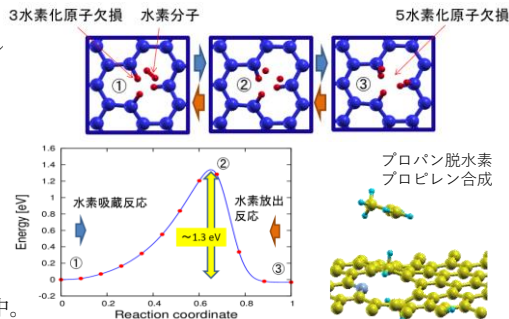 3水素化原子欠損 水素分子
5水素化原子欠損
① ② ③
1.6
1.4
1.2
1
0.8
0.6
0.4
0.2
0
-0.2
Energy [eV]
水素吸蔵反応
水素放出
反応
①
②
③
～1.3 eV
0 0.2 0.4 0.6 0.8 1
Reaction coordinate
プロパン脱水素
プロピレン合成
中。